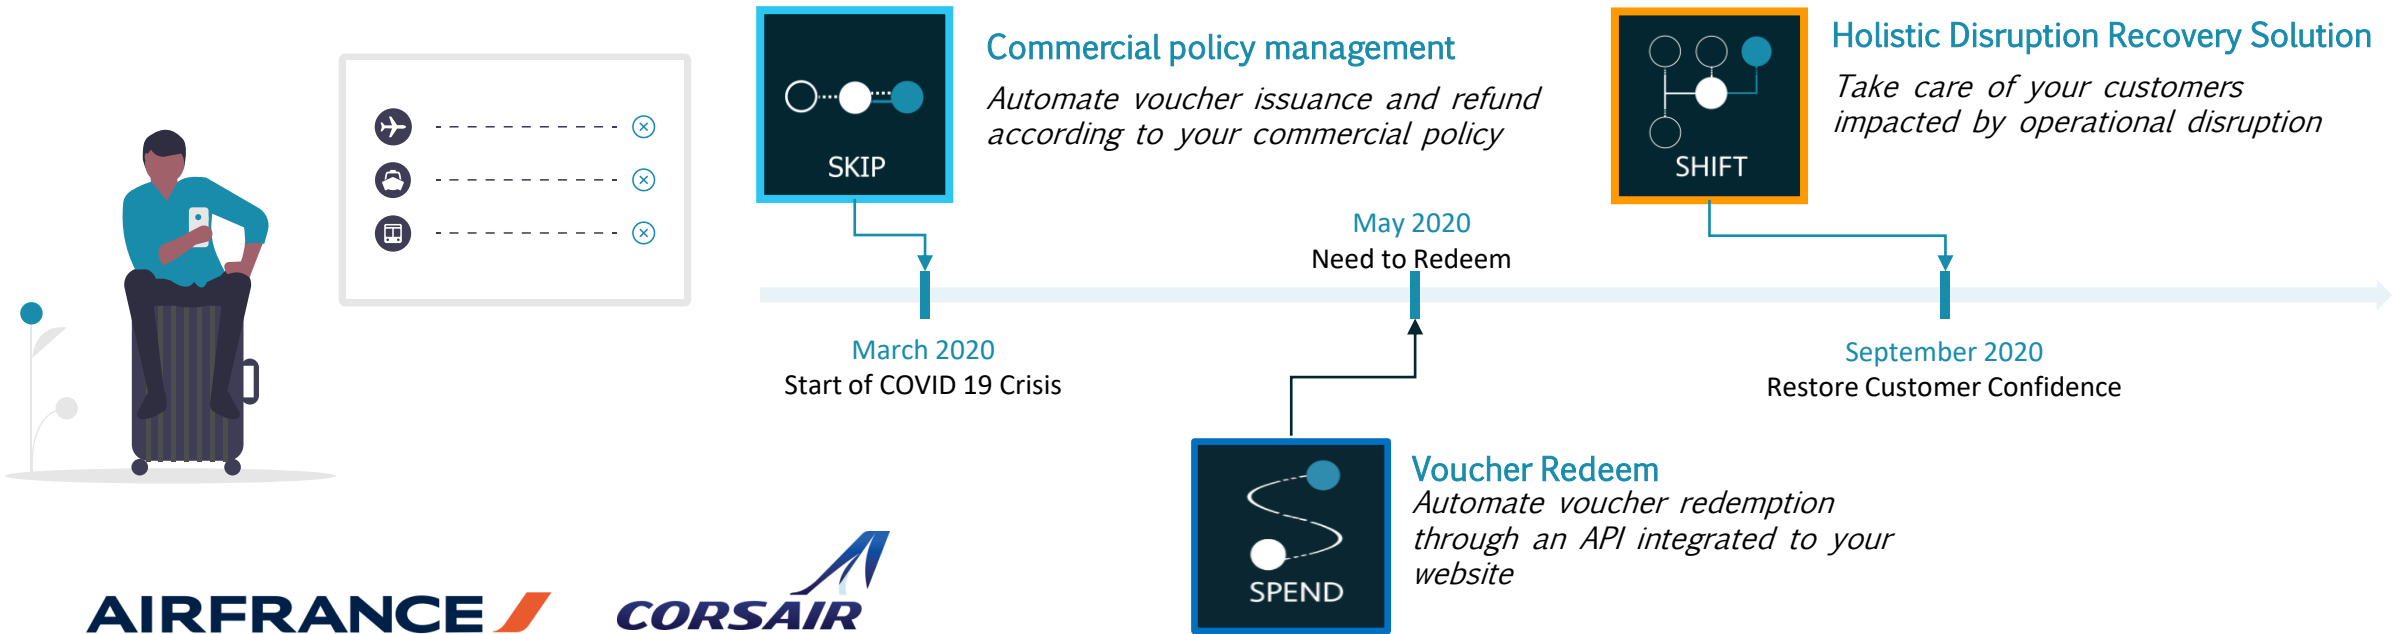 SKIP
Commercial policy management
Automate voucher issuance and refund
according to your commercial policy
SHIFT
Holistic Disruption Recovery Solution
Take care of your customers
impacted by operational disruption
May 2020
Need to Redeem
March 2020
Start of COVID 19 Crisis
September 2020
Restore Customer Confidence
SPEND
Voucher Redeem
Automate voucher redemption
through an API integrated to your
website
AIRFRANCE
CORSAIR